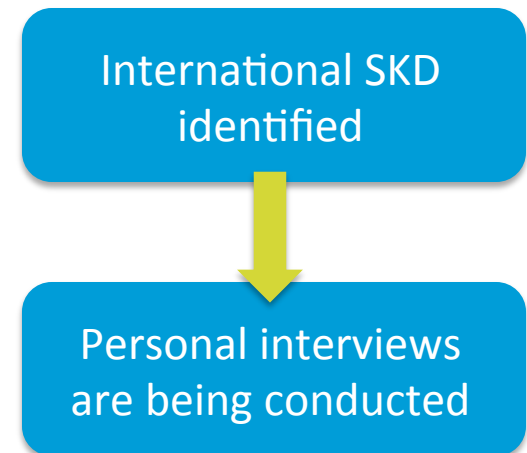 International SKD
identified
Personal interviews
are being conducted